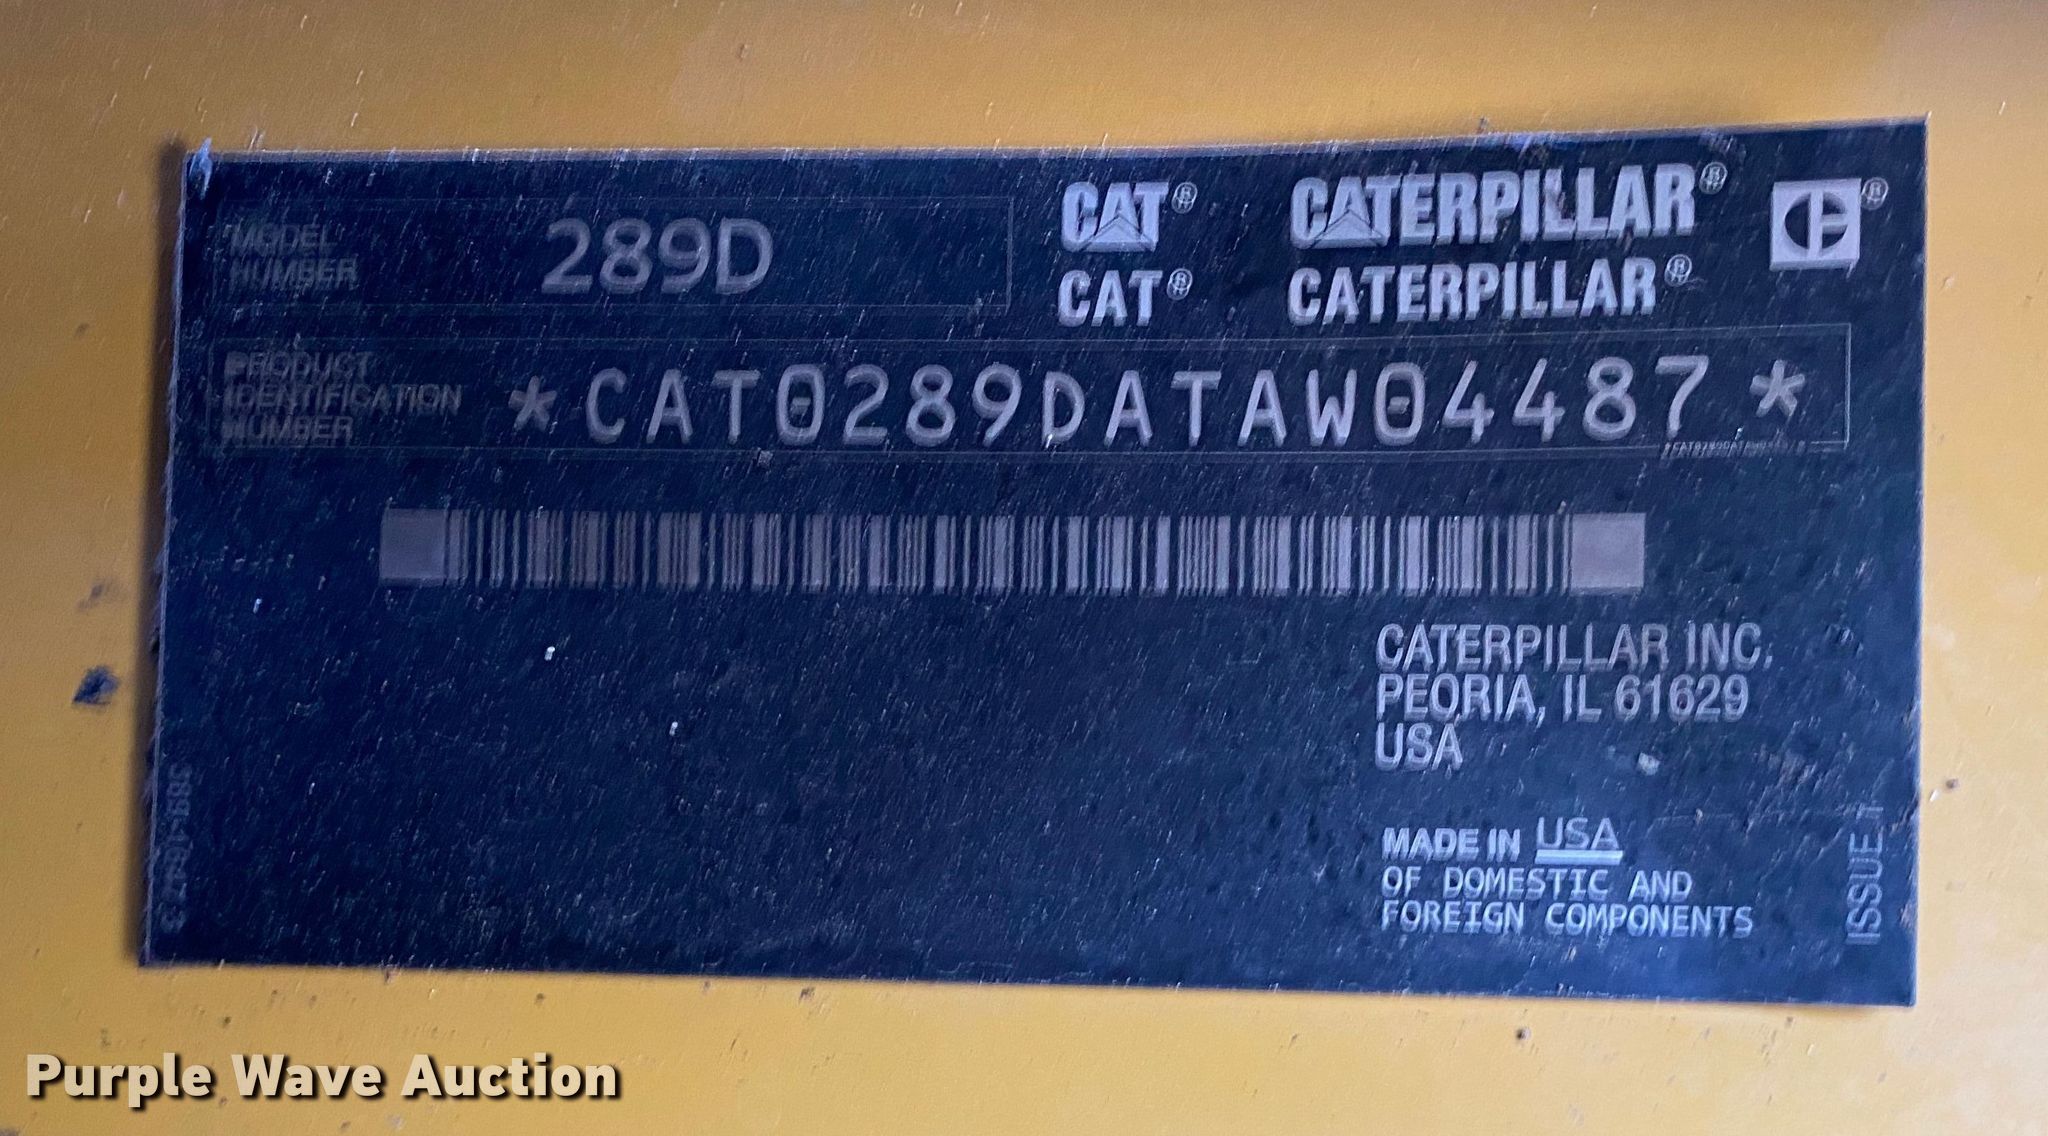 MODEL
NUMBER
289D
CAT® CATERPILLAR®
CAT® CATERPILLAR®
PRODUCT
IDENTIFICATION
NUMBER
*CAT0289DATAW04487*
CATERPILLAR INC.
PEORIA, IL 61629
USA
MADE IN USA
OF DOMESTIC AND
FOREIGN COMPONENTS
ISSUE 1
Purple Wave Auction